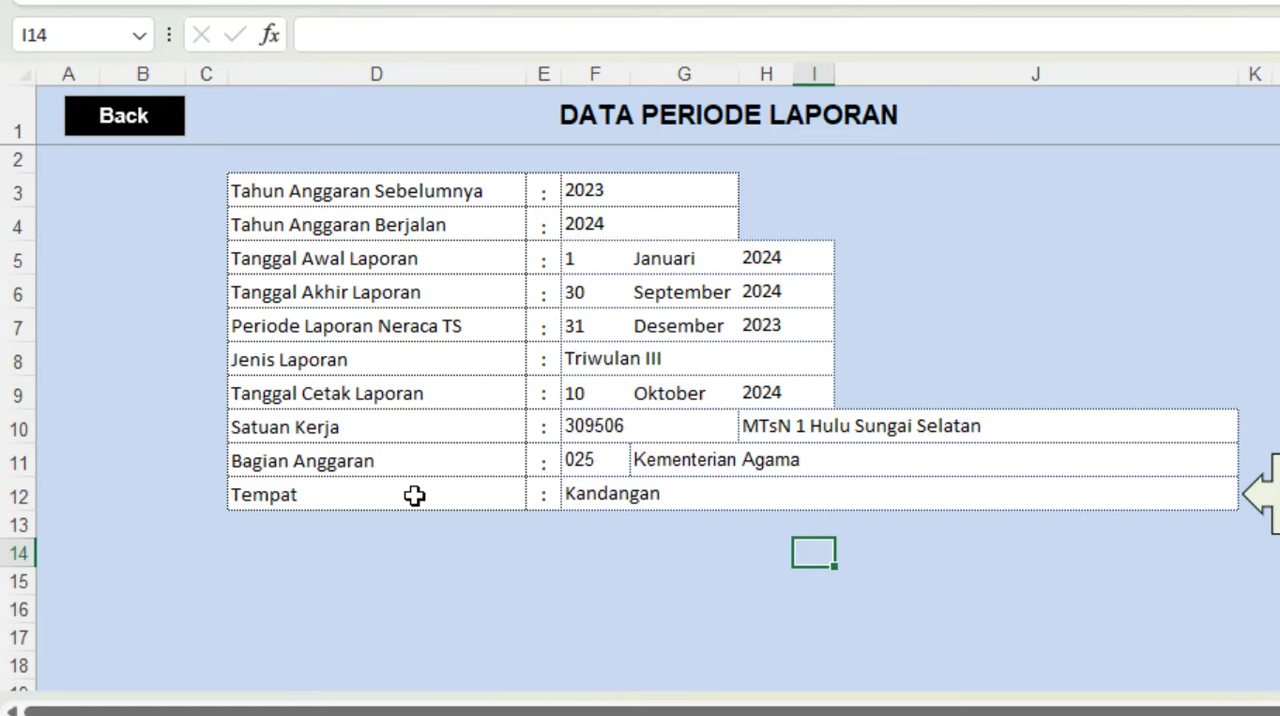 I14 fx
A B C D E F G H I J K
1 Back DATA PERIODE LAPORAN
2
3 Tahun Anggaran Sebelumnya : 2023
4 Tahun Anggaran Berjalan : 2024
5 Tanggal Awal Laporan : 1 Januari 2024
6 Tanggal Akhir Laporan : 30 September 2024
7 Periode Laporan Neraca TS : 31 Desember 2023
8 Jenis Laporan : Triwulan III
9 Tanggal Cetak Laporan : 10 Oktober 2024
10 Satuan Kerja : 309506 MTsN 1 Hulu Sungai Selatan
11 Bagian Anggaran : 025 Kementerian Agama
12 Tempat : Kandangan
13
14
15
16
17
18